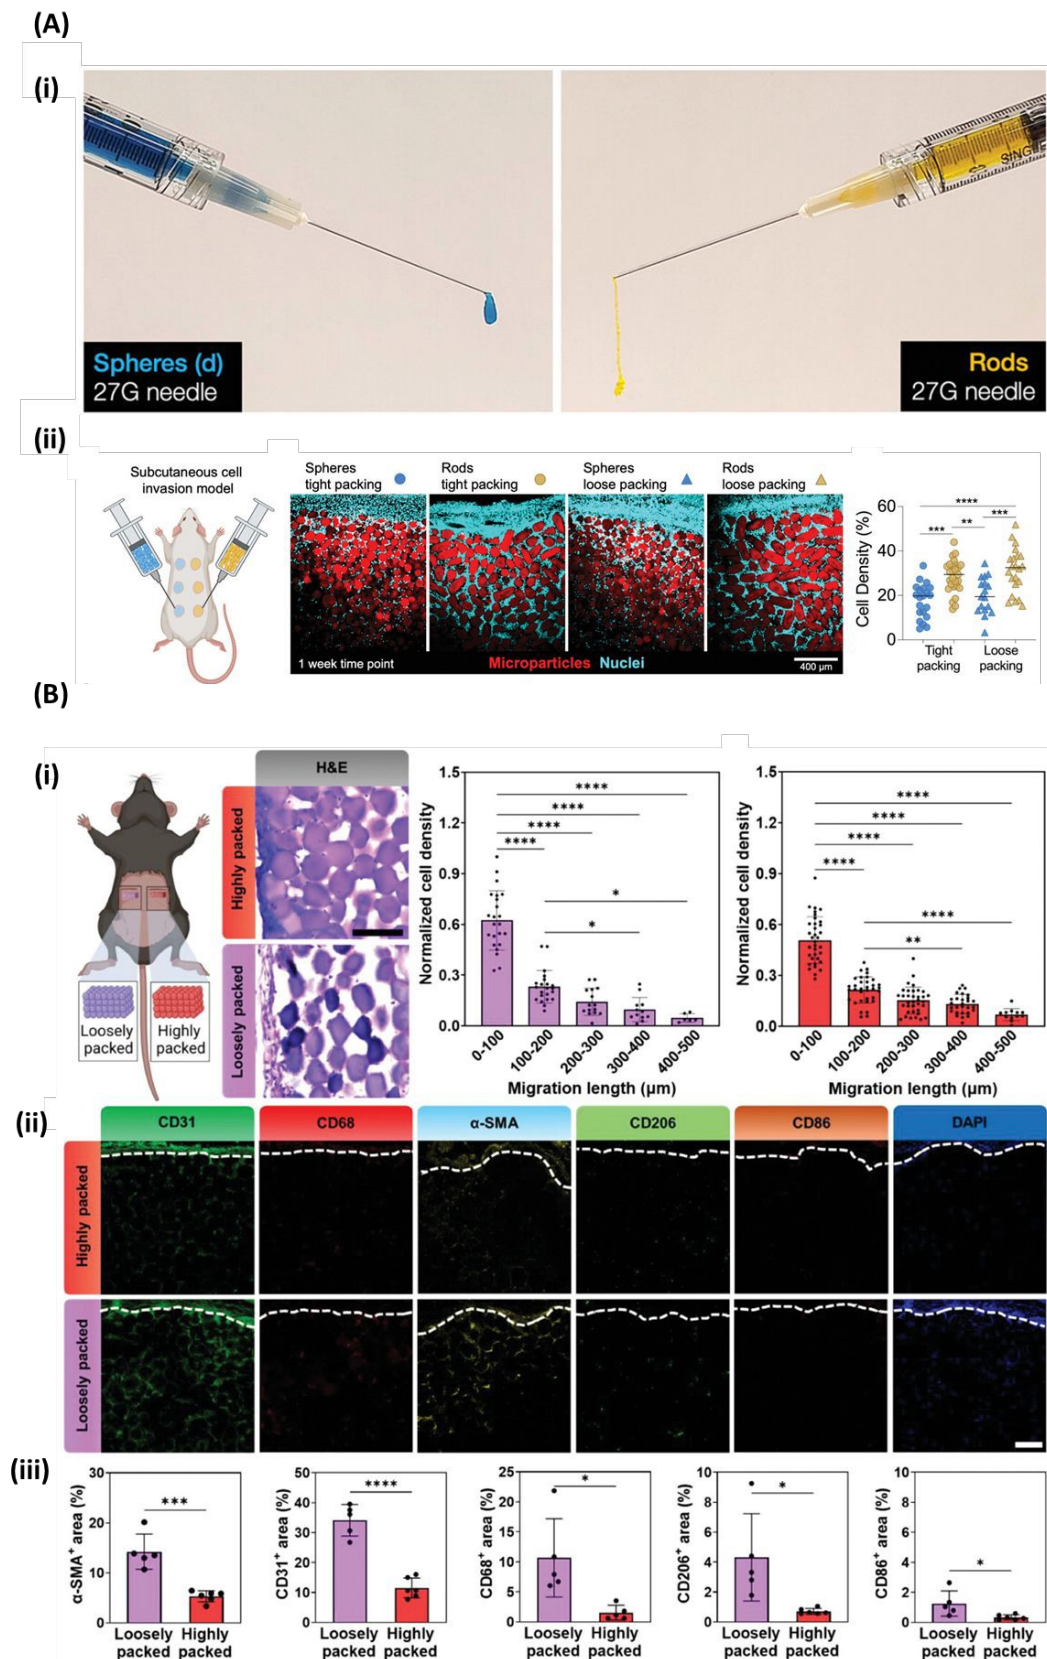 (A)
(i)
SINGL
Spheres (d)
27G needle
Rods
27G needle
(ii)
Subcutaneous cell
invasion model
Spheres
tight packing
Rods
tight packing
Spheres
loose packing
Rods
loose packing
1 week time point
Microparticles Nuclei
400 µm
Cell Density (%)
60
40
20
0
****
***
**
***
Tight
packing
Loose
packing
(B)
(i)
Loosely
packed
Highly
packed
H&E
Highly packed
Loosely packed
Normalized cell density
1.5
1.2
0.9
0.6
0.3
0.0
****
****
****
****
*
*
0-100
100-200
200-300
300-400
400-500
Migration length (µm)
Normalized cell density
1.5
1.2
0.9
0.6
0.3
0.0
****
****
****
****
****
**
0-100
100-200
200-300
300-400
400-500
Migration length (µm)
(ii)
CD31
CD68
α-SMA
CD206
CD86
DAPI
Highly packed
Loosely packed
(iii)
α-SMA+ area (%)
30
20
10
0
***
Loosely
packed
Highly
packed
CD31+ area (%)
50
40
30
20
10
0
****
Loosely
packed
Highly
packed
CD68+ area (%)
25
20
15
10
5
0
*
Loosely
packed
Highly
packed
CD206+ area (%)
10
8
6
4
2
0
*
Loosely
packed
Highly
packed
CD86+ area (%)
10
8
6
4
2
0
*
Loosely
packed
Highly
packed